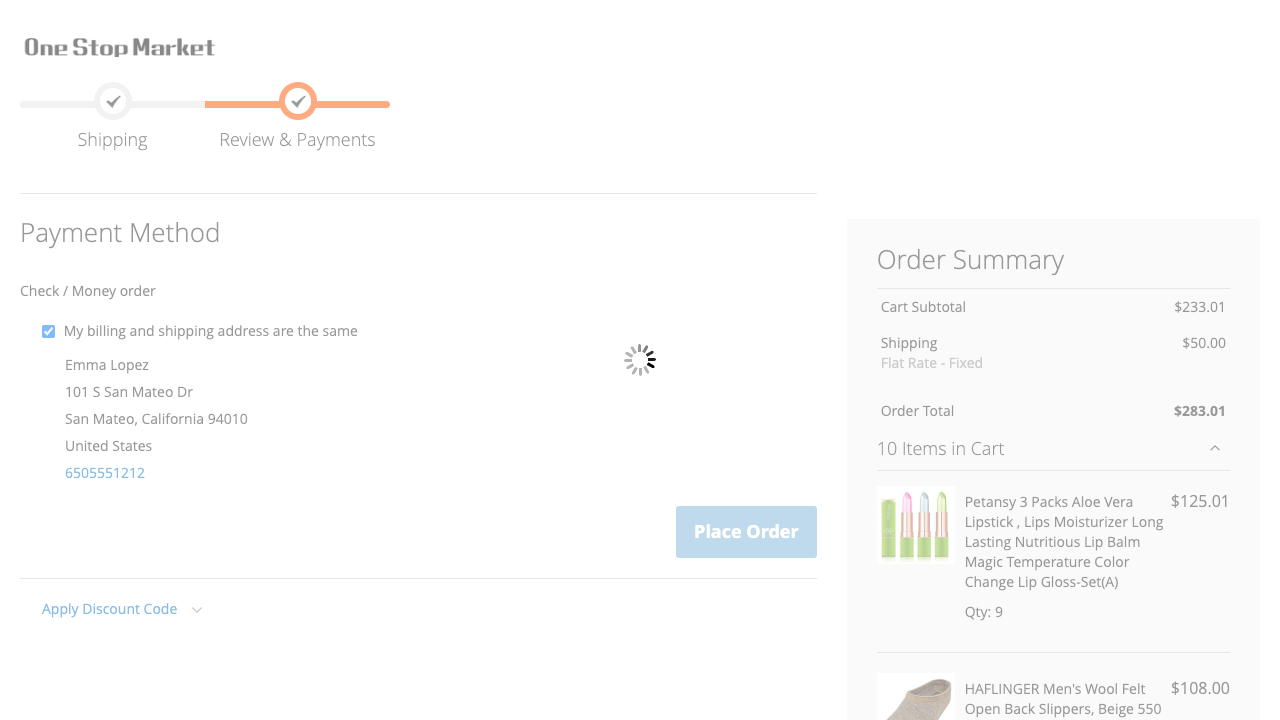 One Stop Market
Shipping
Review & Payments
Payment Method
Check / Money order
My billing and shipping address are the same
Emma Lopez
101 S San Mateo Dr
San Mateo, California 94010
United States
6505551212
Place Order
Apply Discount Code
Order Summary
Cart Subtotal $233.01
Shipping $50.00
Flat Rate - Fixed
Order Total $283.01
10 Items in Cart
Petansy 3 Packs Aloe Vera $125.01
Lipstick , Lips Moisturizer Long
Lasting Nutritious Lip Balm
Magic Temperature Color
Change Lip Gloss-Set(A)
Qty: 9
HAFLINGER Men's Wool Felt $108.00
Open Back Slippers, Beige 550